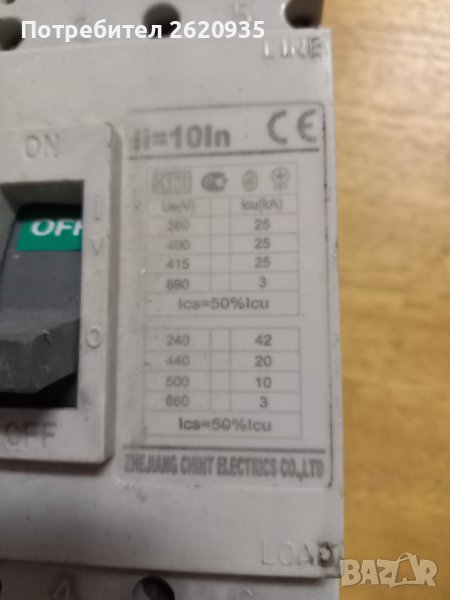 Потребител 2620935
LINE
ON
Ii=10In CE
OFF
Ue(V) Icu(kA)
380 25
400 25
415 25
690 3
Ics=50%Icu
240 42
440 20
500 10
660 3
Ics=50%Icu
O
OFF
ZHEJIANG CHINT ELECTRICS CO.,LTD
LOAD
4
BAZAR